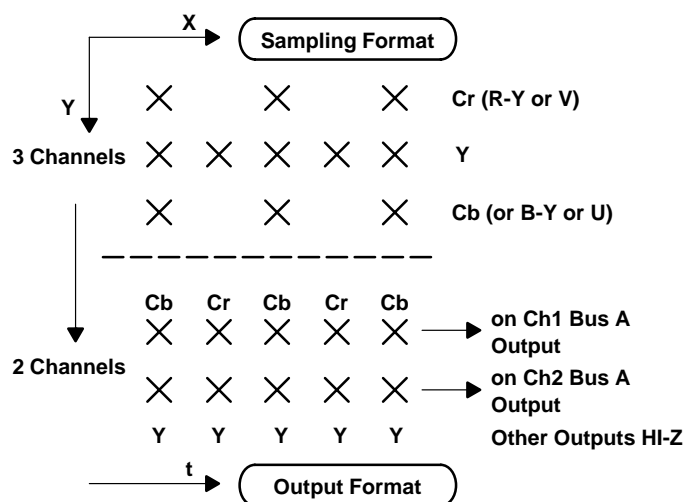 X
Sampling Format
Y
Cr (R-Y or V)
3 Channels
Y
Cb (or B-Y or U)
Cb Cr Cb Cr Cb
on Ch1 Bus A
Output
2 Channels
on Ch2 Bus A
Output
Y Y Y Y Y
Other Outputs HI-Z
t
Output Format